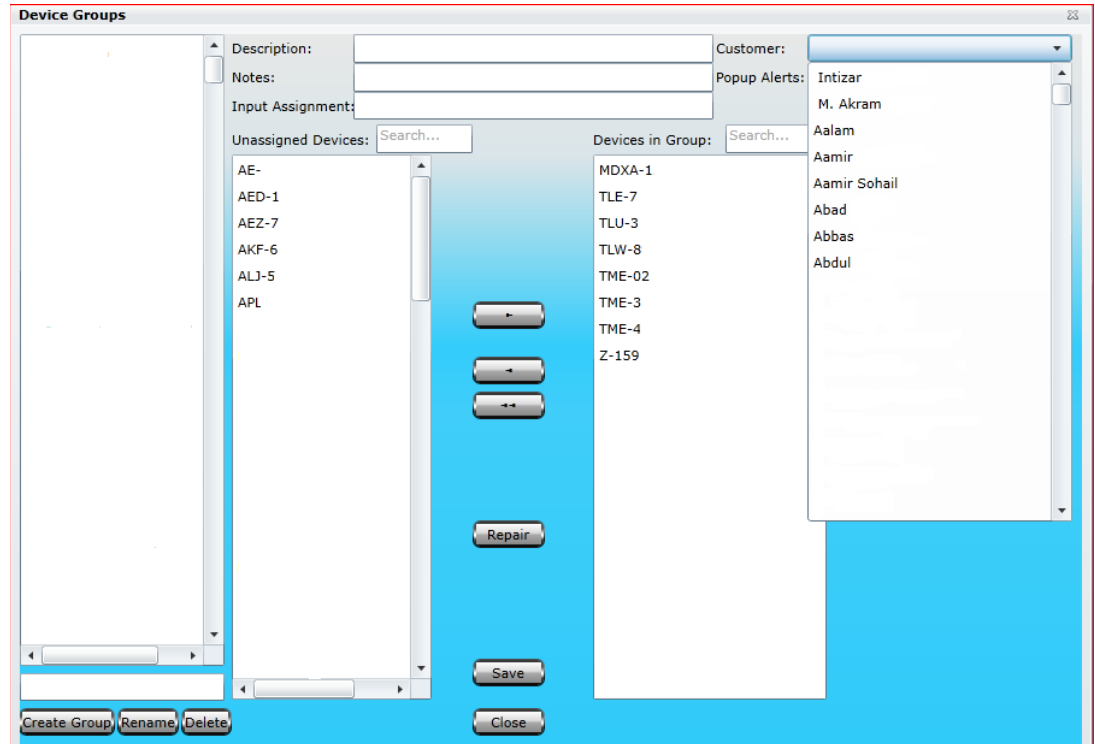 Device Groups
Description:
Customer:
Notes:
Popup Alerts:
Input Assignment:
Unassigned Devices: Search...
Devices in Group: Search...
AE-
AED-1
AEZ-7
AKF-6
ALJ-5
APL
MDXA-1
TLE-7
TLU-3
TLW-8
TME-02
TME-3
TME-4
Z-159
Intizar
M. Akram
Aalam
Aamir
Aamir Sohail
Abad
Abbas
Abdul
Repair
Save
Close
Create Group Rename Delete